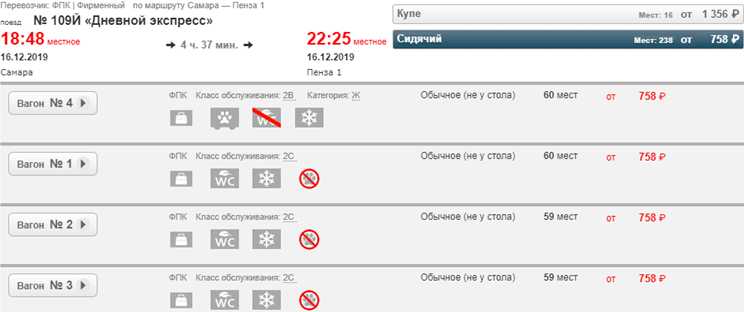 Перевозчик: ФПК | Фирменный по маршруту Самара — Пенза 1
поезд № 109Й «Дневной экспресс»
18:48 местное → 4 ч. 37 мин. → 22:25 местное
16.12.2019 16.12.2019
Самара Пенза 1
Купе Мест: 16 от 1 356 ₽
Сидячий Мест: 238 от 758 ₽
Вагон № 4 ФПК Класс обслуживания: 2В Категория: Ж Обычное (не у стола) 60 мест от 758 ₽
WC
Вагон № 1 ФПК Класс обслуживания: 2С Обычное (не у стола) 60 мест от 758 ₽
WC
Вагон № 2 ФПК Класс обслуживания: 2С Обычное (не у стола) 59 мест от 758 ₽
WC
Вагон № 3 ФПК Класс обслуживания: 2С Обычное (не у стола) 59 мест от 758 ₽
WC